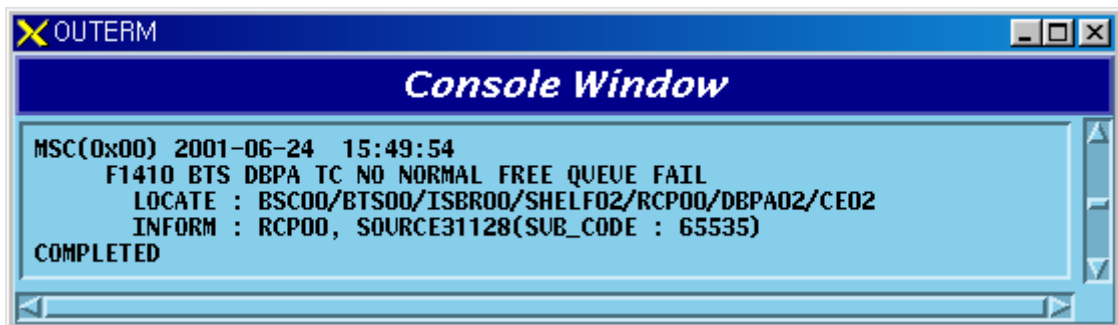 OUTERM
Console Window
MSC(0x00) 2001-06-24  15:49:54
F1410 BTS DBPA TC NO NORMAL FREE QUEUE FAIL
LOCATE : BSC00/BTS00/ISBR00/SHELF02/RCP00/DBPA02/CE02
INFORM : RCP00, SOURCE31128(SUB_CODE : 65535)
COMPLETED